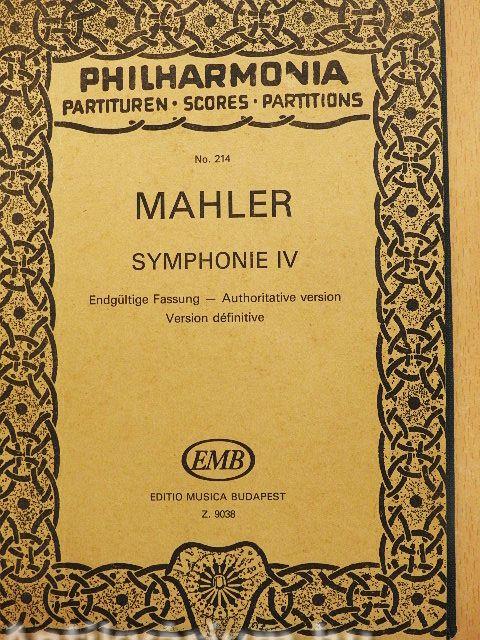 PHILHARMONIA
PARTITUREN · SCORES · PARTITIONS
No. 214
MAHLER
SYMPHONIE IV
Endgültige Fassung — Authoritative version
Version définitive
EMB
EDITIO MUSICA BUDAPEST
Z. 9038